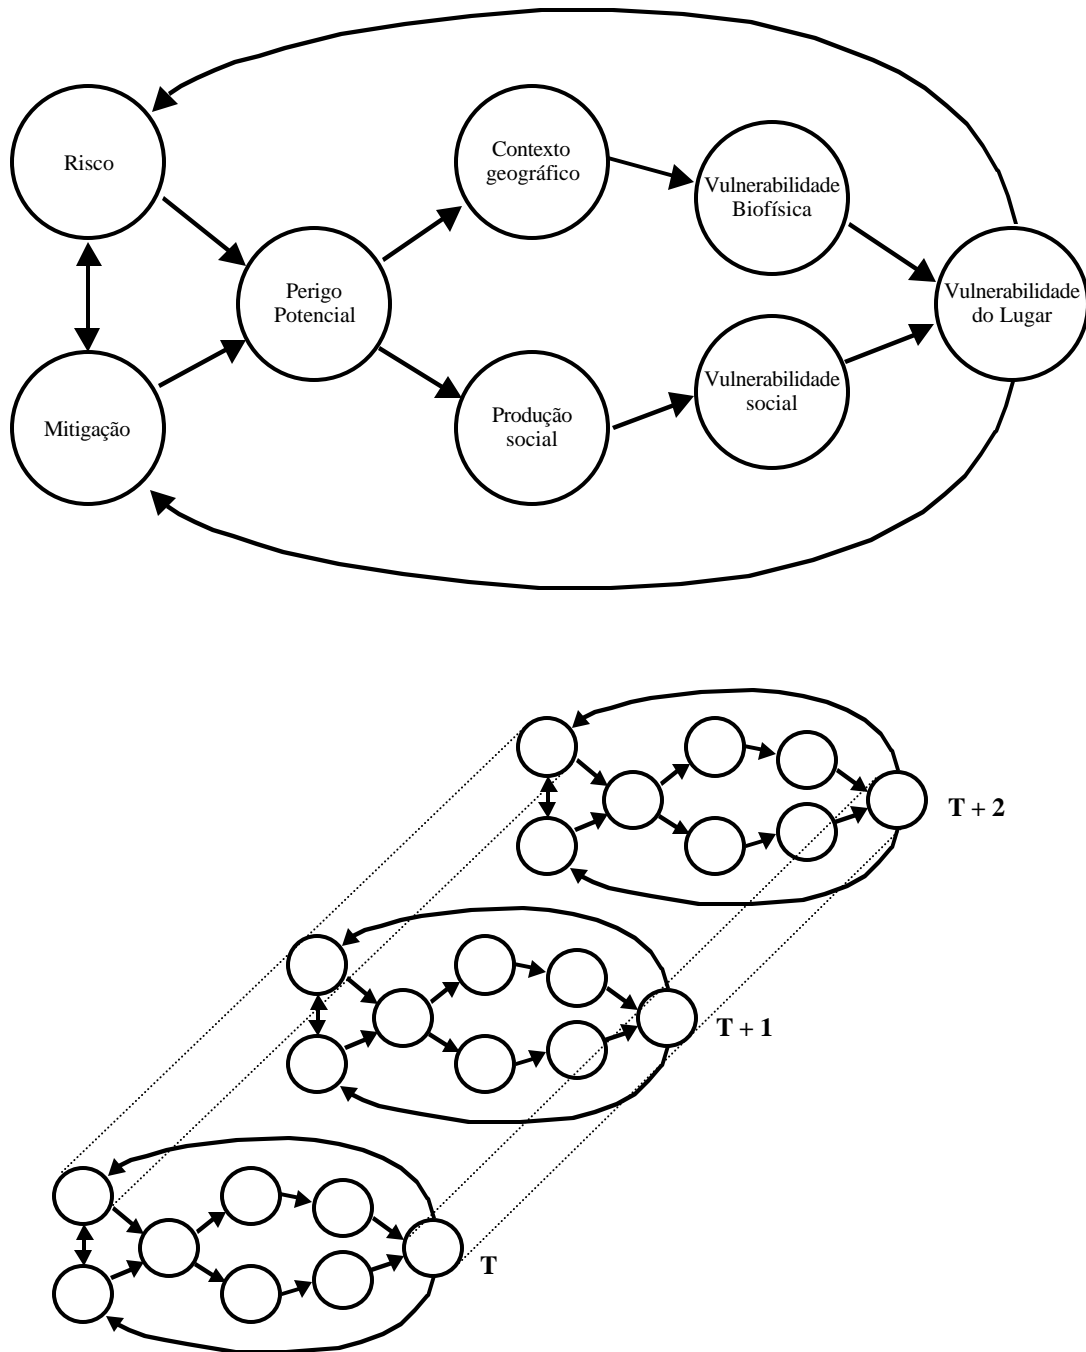 Risco
Contexto
geográfico
Vulnerabilidade
Biofísica
Perigo
Potencial
Vulnerabilidade
do Lugar
Mitigação
Produção
social
Vulnerabilidade
social
T + 2
T + 1
T